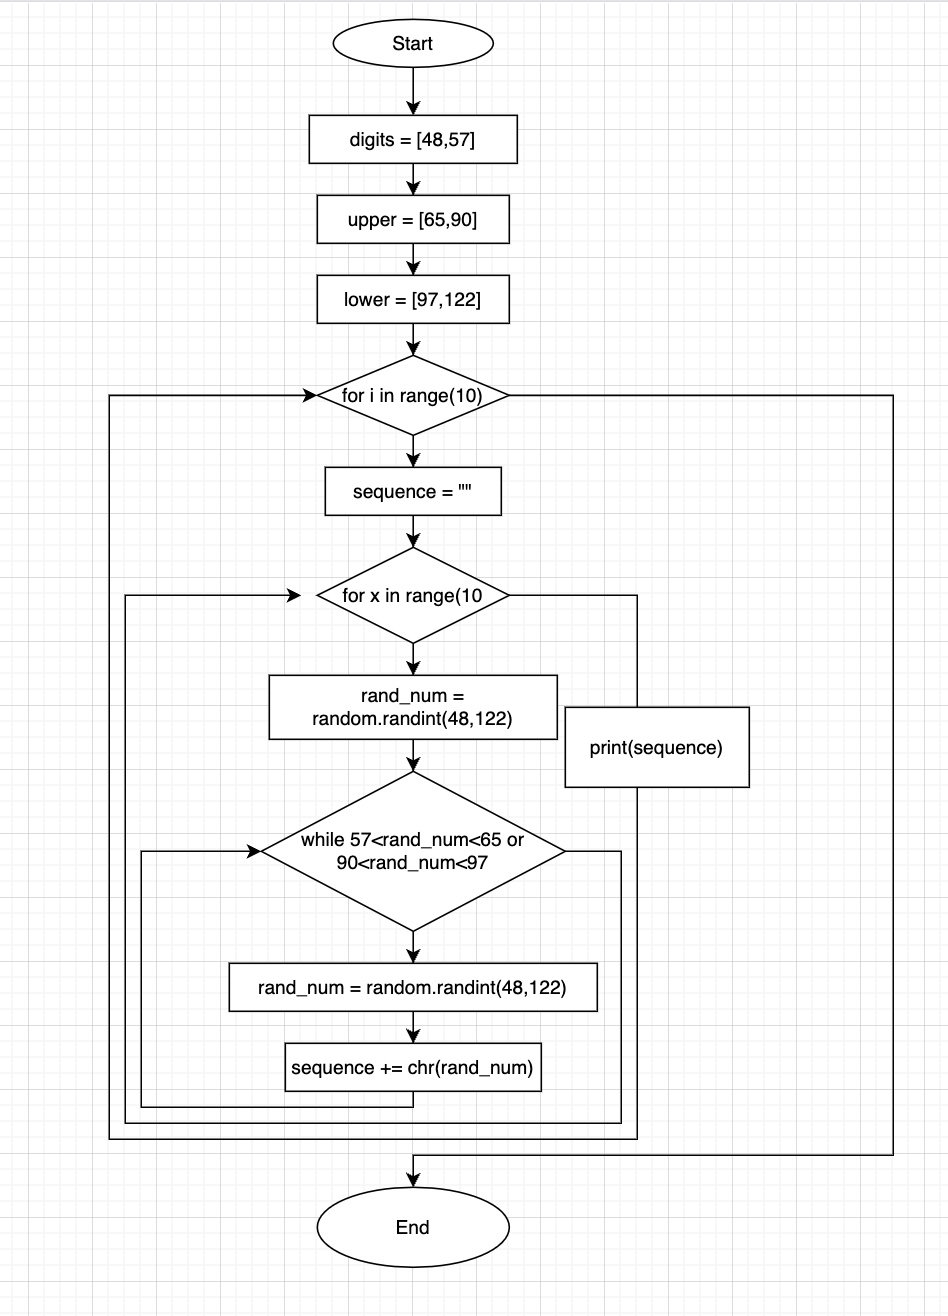 Start
digits = [48,57]
upper = [65,90]
lower = [97,122]
for i in range(10)
sequence = ""
for x in range(10
rand_num =
random.randint(48,122)
print(sequence)
while 57<rand_num<65 or
90<rand_num<97
rand_num = random.randint(48,122)
sequence += chr(rand_num)
End